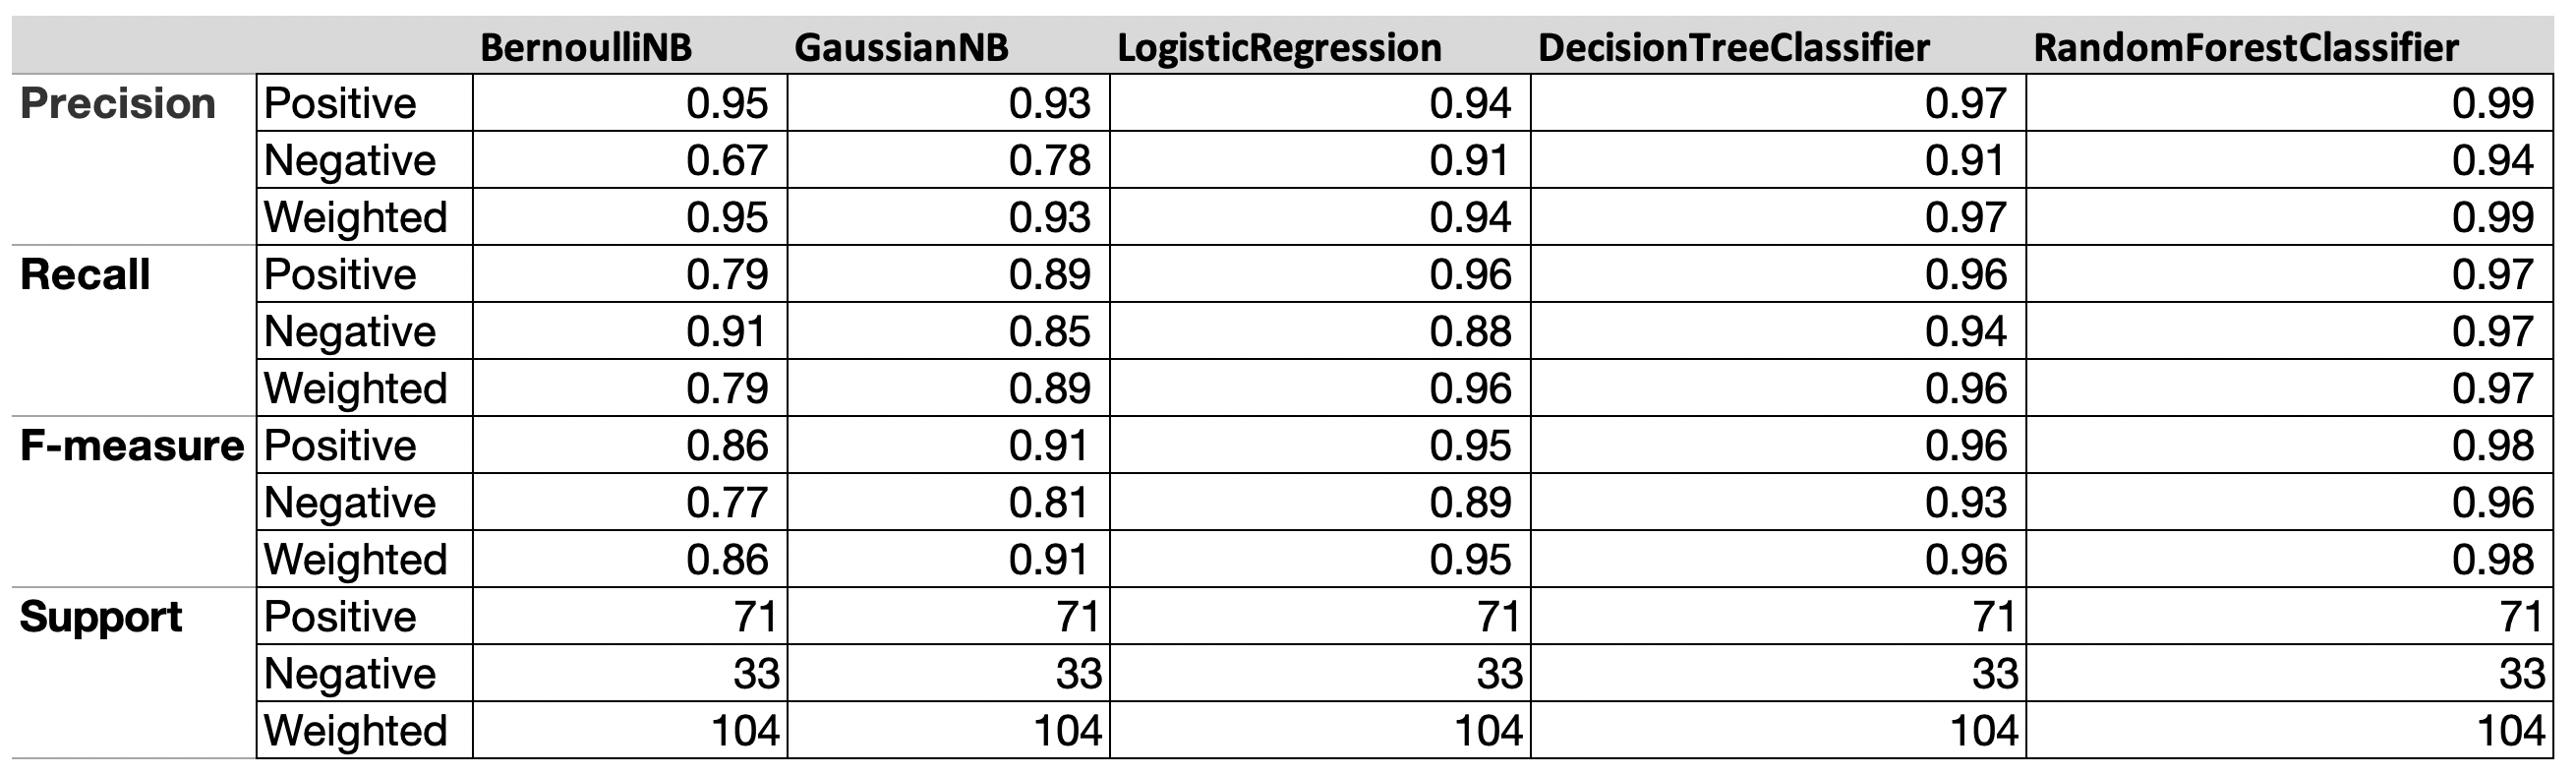 BernoulliNB GaussianNB LogisticRegression DecisionTreeClassifier RandomForestClassifier
Precision Positive 0.95 0.93 0.94 0.97 0.99
Negative 0.67 0.78 0.91 0.91 0.94
Weighted 0.95 0.93 0.94 0.97 0.99
Recall Positive 0.79 0.89 0.96 0.96 0.97
Negative 0.91 0.85 0.88 0.94 0.97
Weighted 0.79 0.89 0.96 0.96 0.97
F-measure Positive 0.86 0.91 0.95 0.96 0.98
Negative 0.77 0.81 0.89 0.93 0.96
Weighted 0.86 0.91 0.95 0.96 0.98
Support Positive 71 71 71 71 71
Negative 33 33 33 33 33
Weighted 104 104 104 104 104